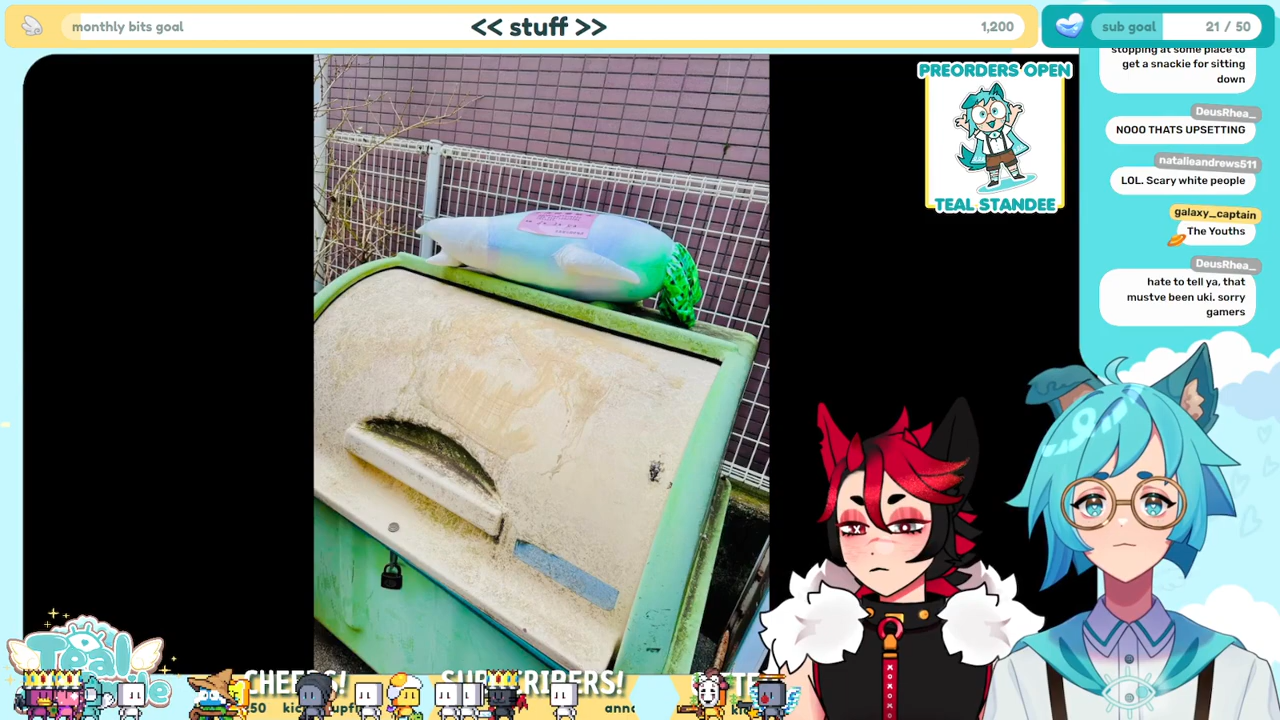 monthly bits goal
<< stuff >>
1,200
sub goal
21 / 50
PREORDERS OPEN
TEAL STANDEE
stopping at some place to
get a snackie for sitting
down
DeusRhea_
NOOO THATS UPSETTING
natalieandrews511
LOL. Scary white people
galaxy_captain
The Youths
DeusRhea_
hate to tell ya, that
mustve been uki. sorry
gamers
Teal